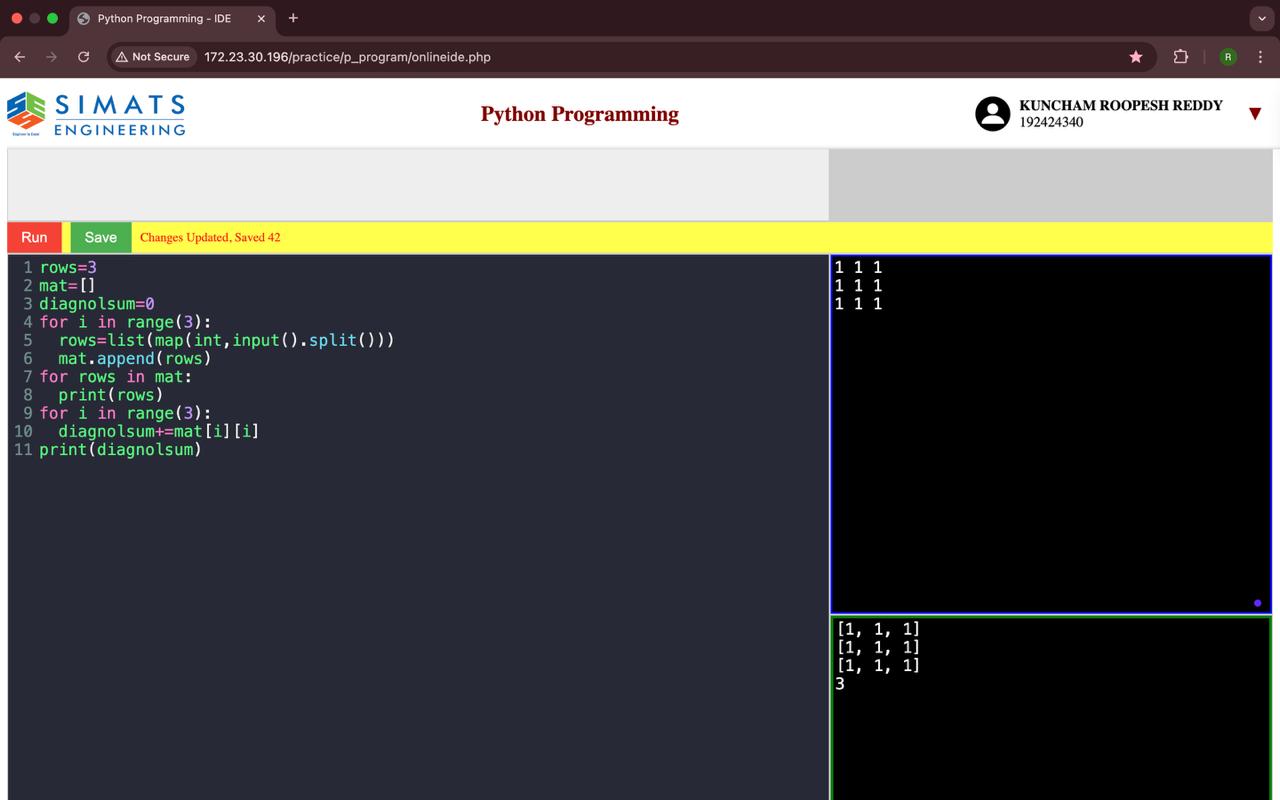 Python Programming - IDE
Not Secure
172.23.30.196/practice/p_program/onlineide.php
R
SIMATS
ENGINEERING
Engineer to Excel
Python Programming
KUNCHAM ROOPESH REDDY
192424340
Run
Save
Changes Updated, Saved 42
1 rows=3
2 mat=[]
3 diagnolsum=0
4 for i in range(3):
5   rows=list(map(int,input().split()))
6   mat.append(rows)
7 for rows in mat:
8   print(rows)
9 for i in range(3):
10   diagnolsum+=mat[i][i]
11 print(diagnolsum)
1 1 1
1 1 1
1 1 1
[1, 1, 1]
[1, 1, 1]
[1, 1, 1]
3